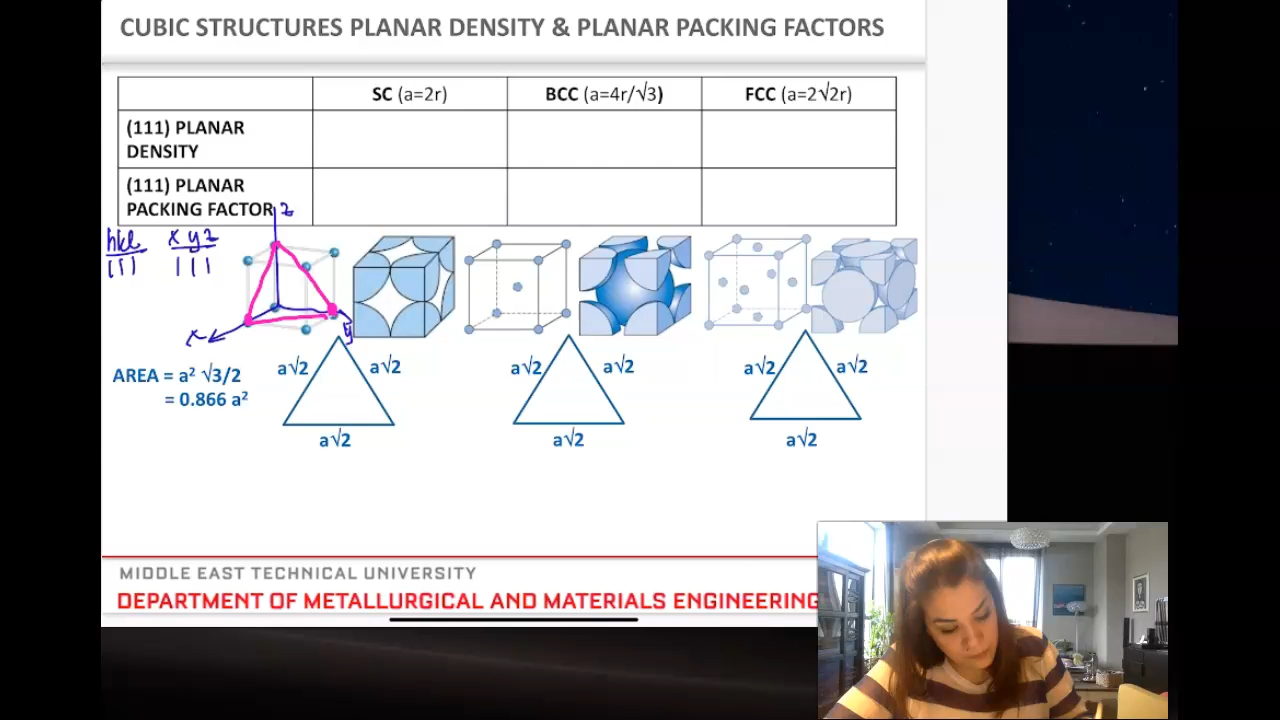 CUBIC STRUCTURES PLANAR DENSITY & PLANAR PACKING FACTORS
SC (a=2r)
BCC (a=4r/√3)
FCC (a=2√2r)
(111) PLANAR
DENSITY
(111) PLANAR
PACKING FACTOR
z
hkl
x y z
1 1 1
1 1 1
x
y
AREA = a² √3/2
= 0.866 a²
a√2
a√2
a√2
a√2
a√2
a√2
a√2
a√2
a√2
MIDDLE EAST TECHNICAL UNIVERSITY
DEPARTMENT OF METALLURGICAL AND MATERIALS ENGINEERING